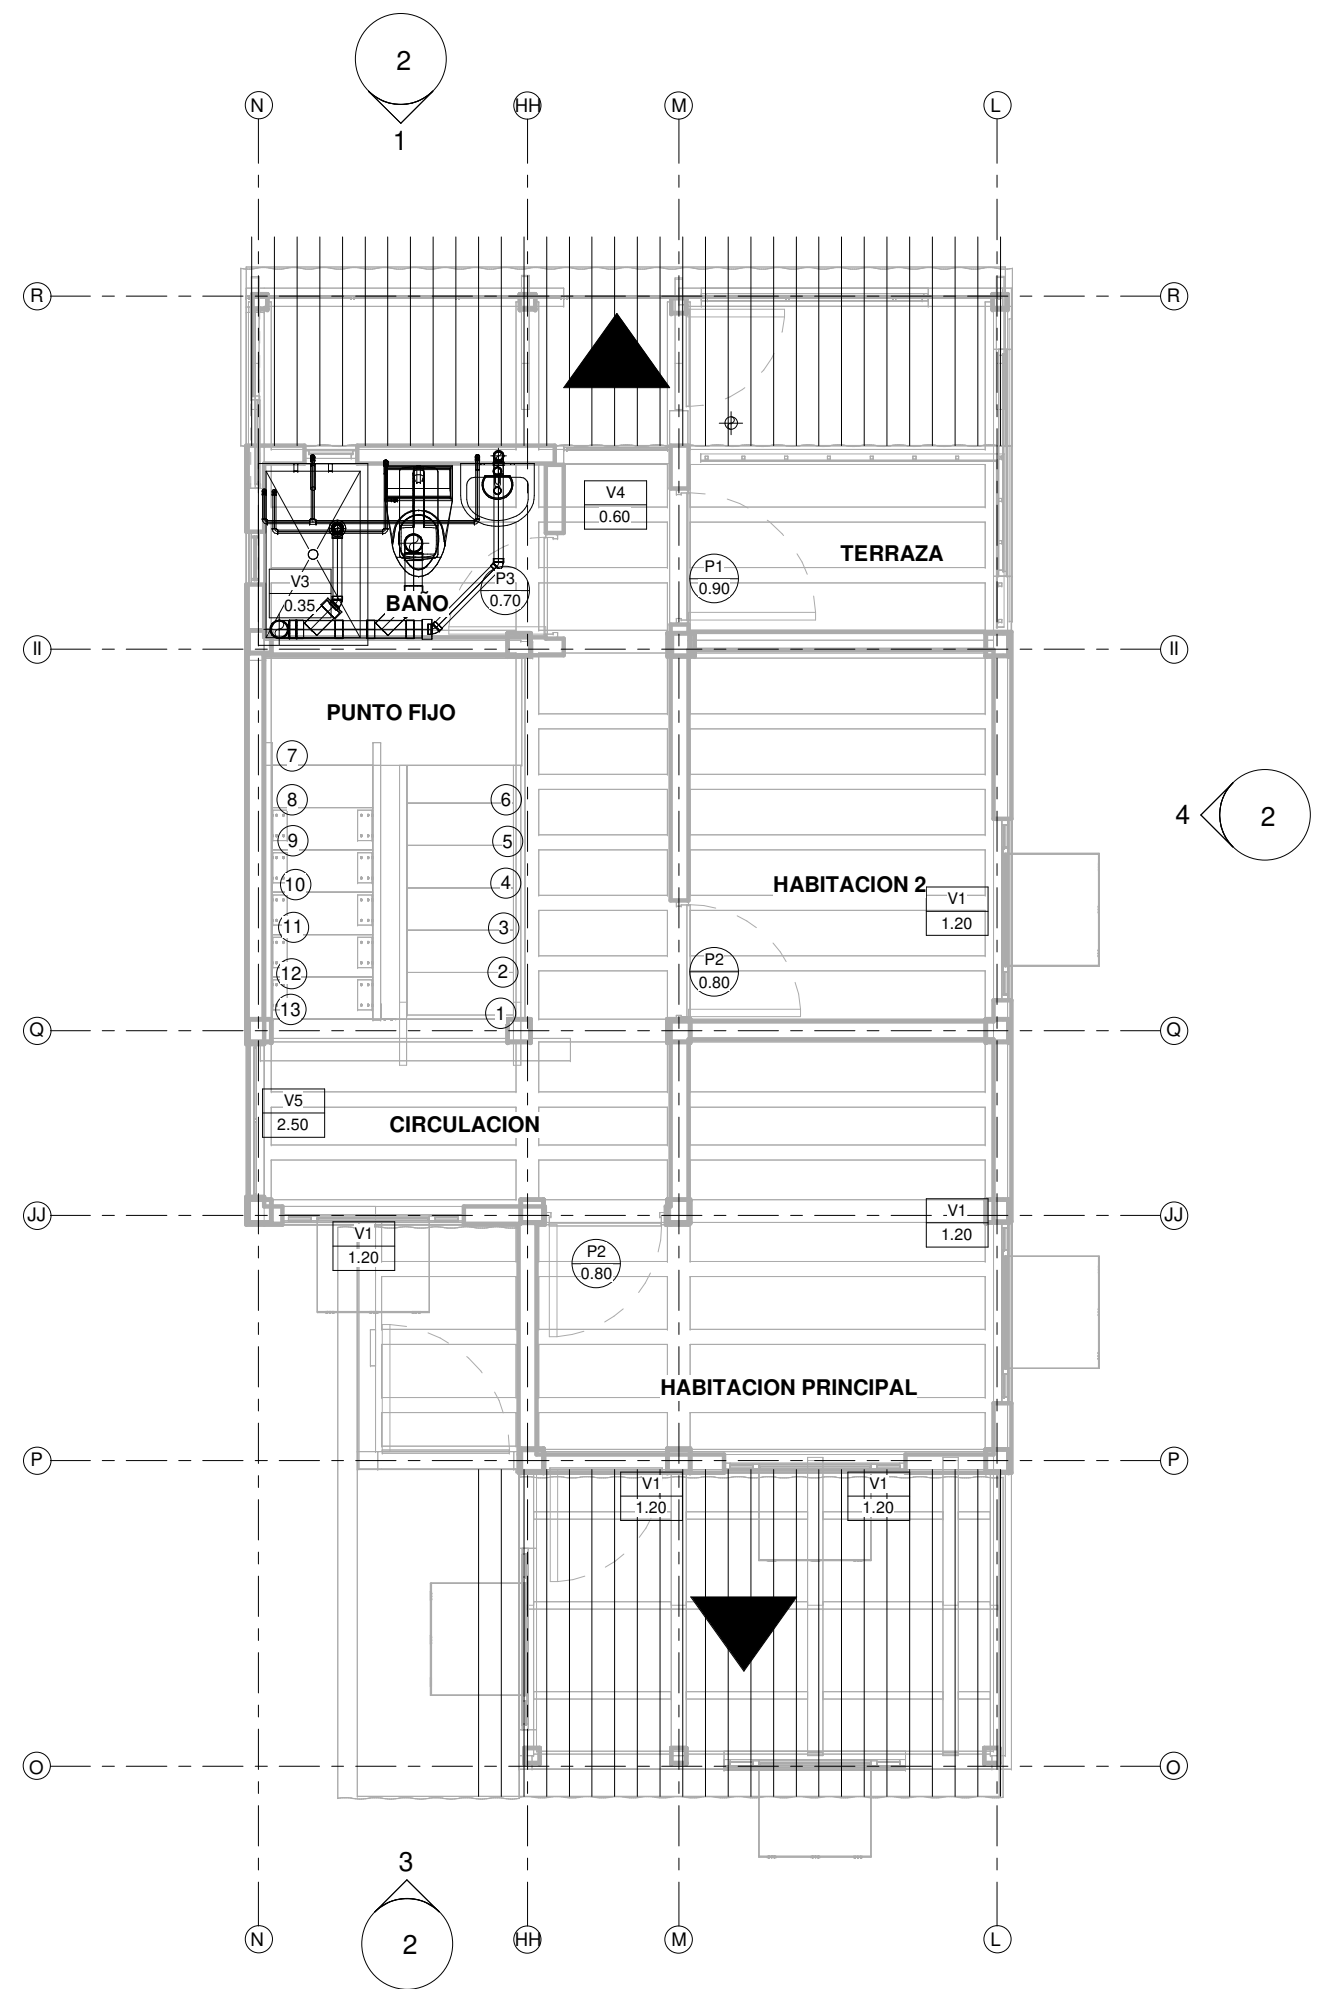 2
1
N
HH
M
L
R
R
V4
0.60
TERRAZA
P1
0.90
V3
0.35
BAÑO
P3
0.70
II
II
PUNTO FIJO
7
8
6
9
5
10
4
11
3
12
2
13
1
4
2
HABITACION 2
V1
1.20
P2
0.80
Q
Q
V5
2.50
CIRCULACION
JJ
JJ
V1
1.20
V1
1.20
P2
0.80
HABITACION PRINCIPAL
P
P
V1
1.20
V1
1.20
O
O
3
2
N
HH
M
L